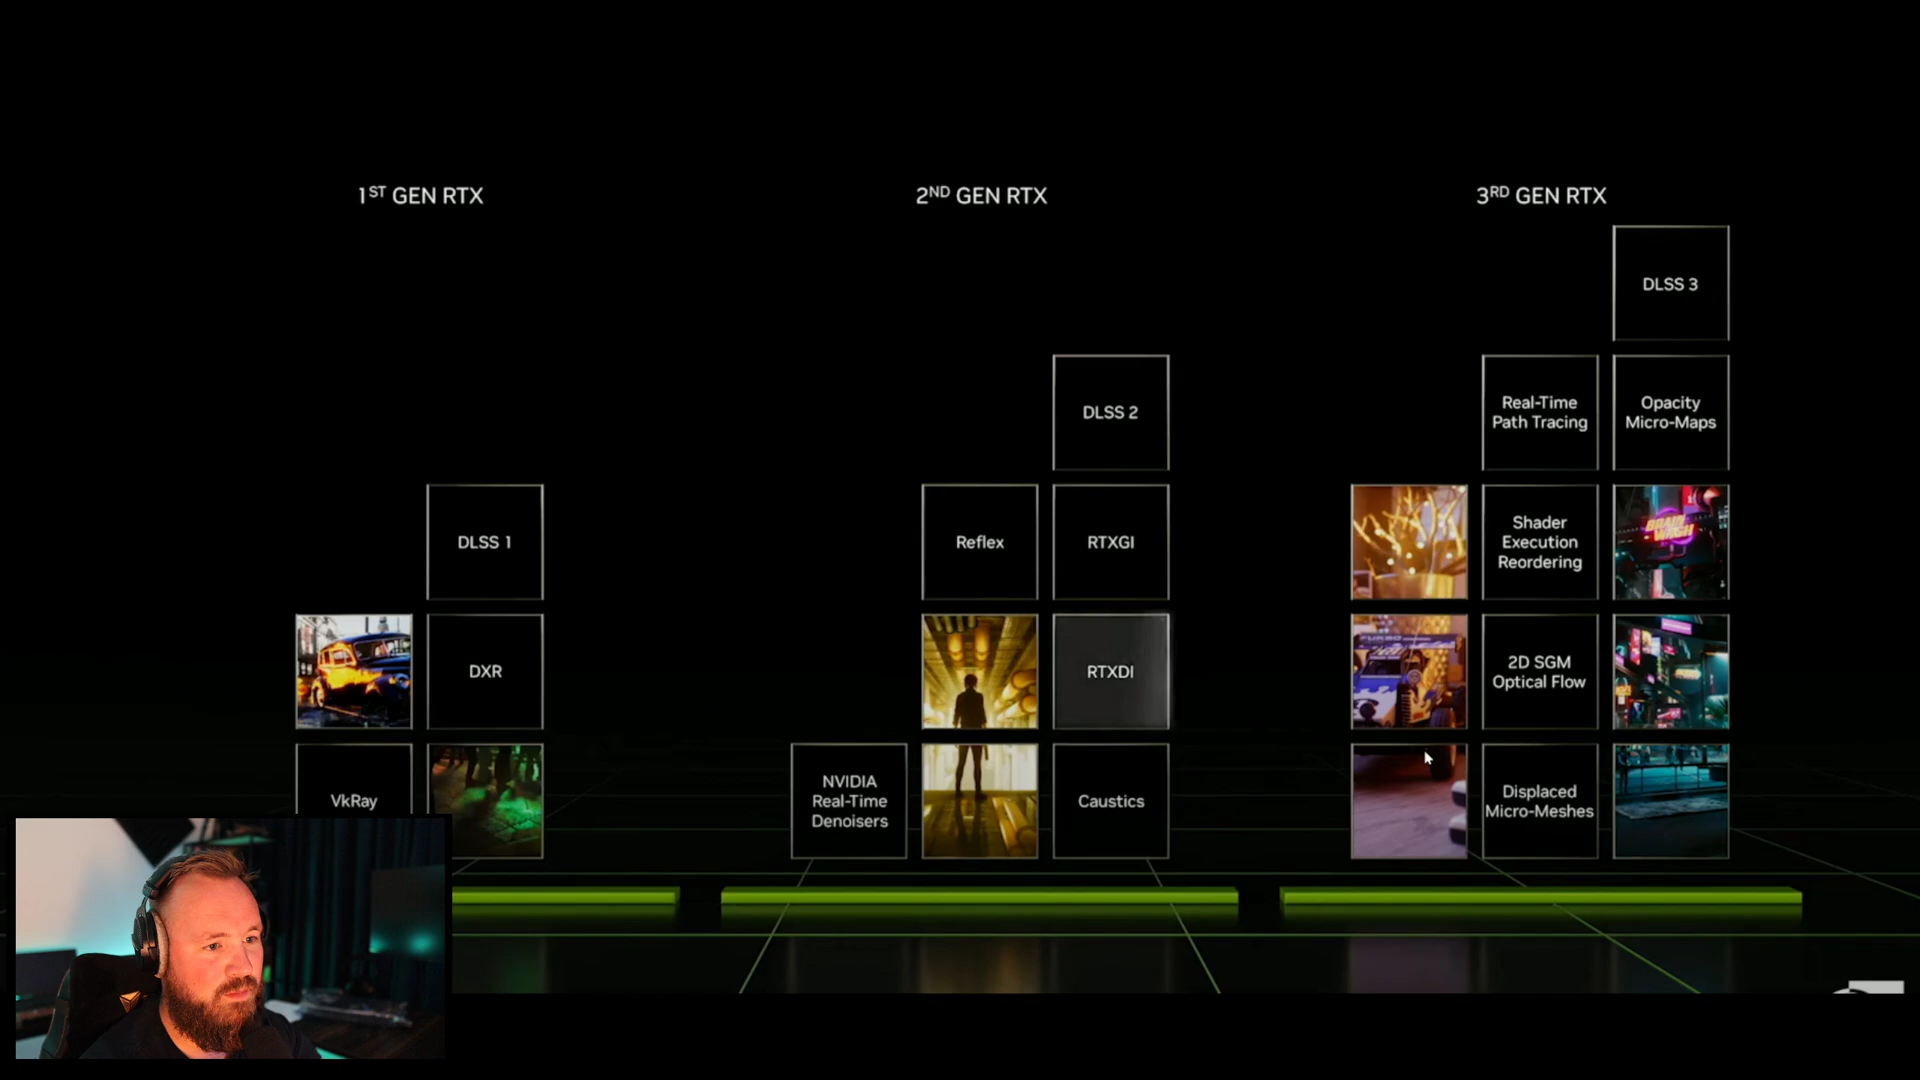 1ST GEN RTX
2ND GEN RTX
3RD GEN RTX
DLSS 1
DXR
VkRay
DLSS 2
Reflex
RTXGI
RTXDI
NVIDIA
Real-Time
Denoisers
Caustics
DLSS 3
Real-Time
Path Tracing
Opacity
Micro-Maps
Shader
Execution
Reordering
BRAIN
WASH
2D SGM
Optical Flow
Displaced
Micro-Meshes